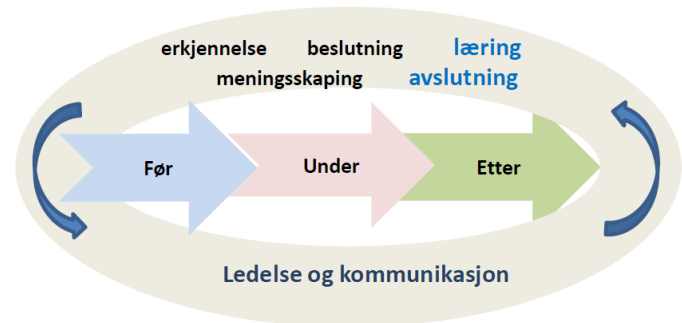 erkjennelse beslutning læring
meningsskaping avslutning
Før Under Etter
Ledelse og kommunikasjon